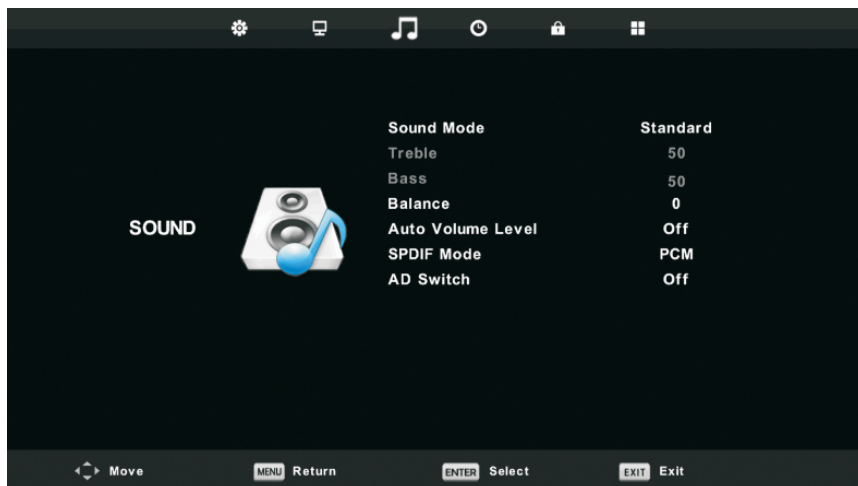 Sound Mode Standard
Treble 50
Bass 50
Balance 0
SOUND
Auto Volume Level Off
SPDIF Mode PCM
AD Switch Off
Move MENU Return ENTER Select EXIT Exit